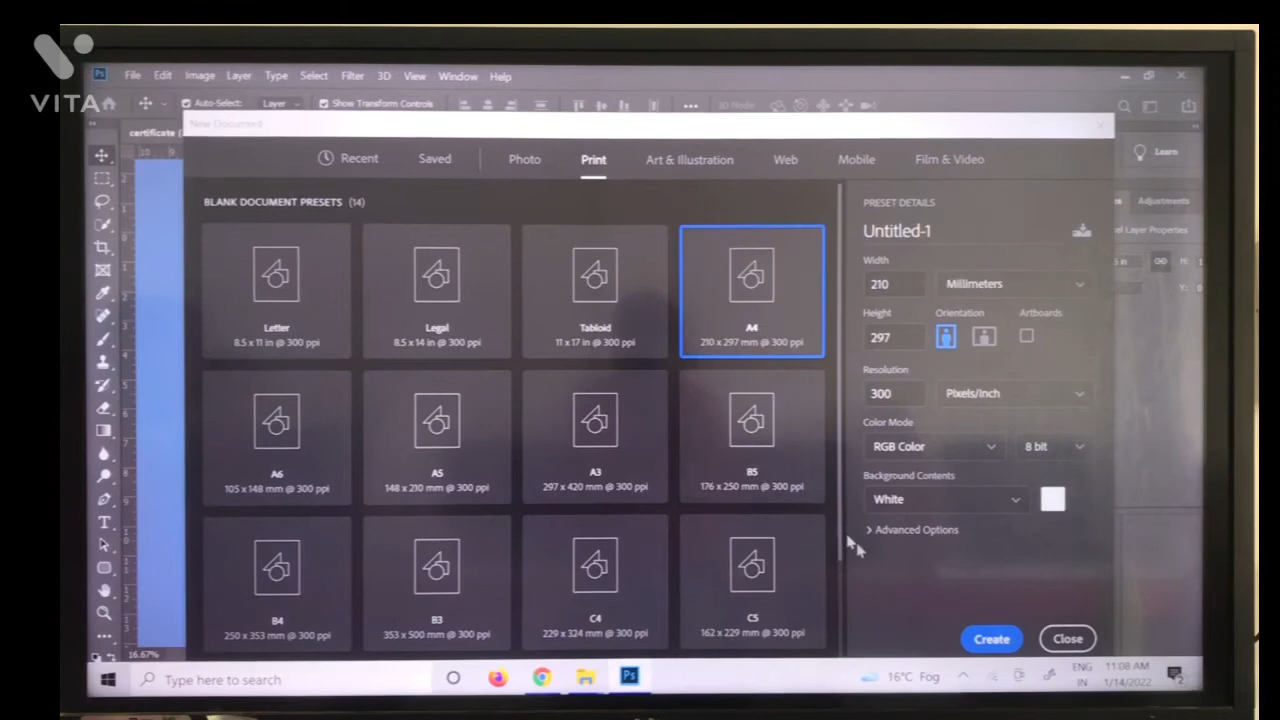 VITA
Ps File Edit Image Layer Type Select Filter 3D View Window Help
Auto-Select: Layer Show Transform Controls 3D Mode
certificate
New Document
Recent Saved Photo Print Art & Illustration Web Mobile Film & Video
Learn
BLANK DOCUMENT PRESETS (14)
PRESET DETAILS
Adjustments
Untitled-1
Layer Properties
Letter
8.5 x 11 in @ 300 ppi
Legal
8.5 x 14 in @ 300 ppi
Tabloid
11 x 17 in @ 300 ppi
A4
210 x 297 mm @ 300 ppi
Width
210 Millimeters
Height Orientation Artboards
297
Resolution
300 Pixels/Inch
A6
105 x 148 mm @ 300 ppi
A5
148 x 210 mm @ 300 ppi
A3
297 x 420 mm @ 300 ppi
B5
176 x 250 mm @ 300 ppi
Color Mode
RGB Color 8 bit
Background Contents
White
Advanced Options
B4
250 x 353 mm @ 300 ppi
B3
353 x 500 mm @ 300 ppi
C4
229 x 324 mm @ 300 ppi
C5
162 x 229 mm @ 300 ppi
Create Close
16.67%
Type here to search
Ps
16°C Fog
ENG
IN
11:08 AM
1/14/2022
2